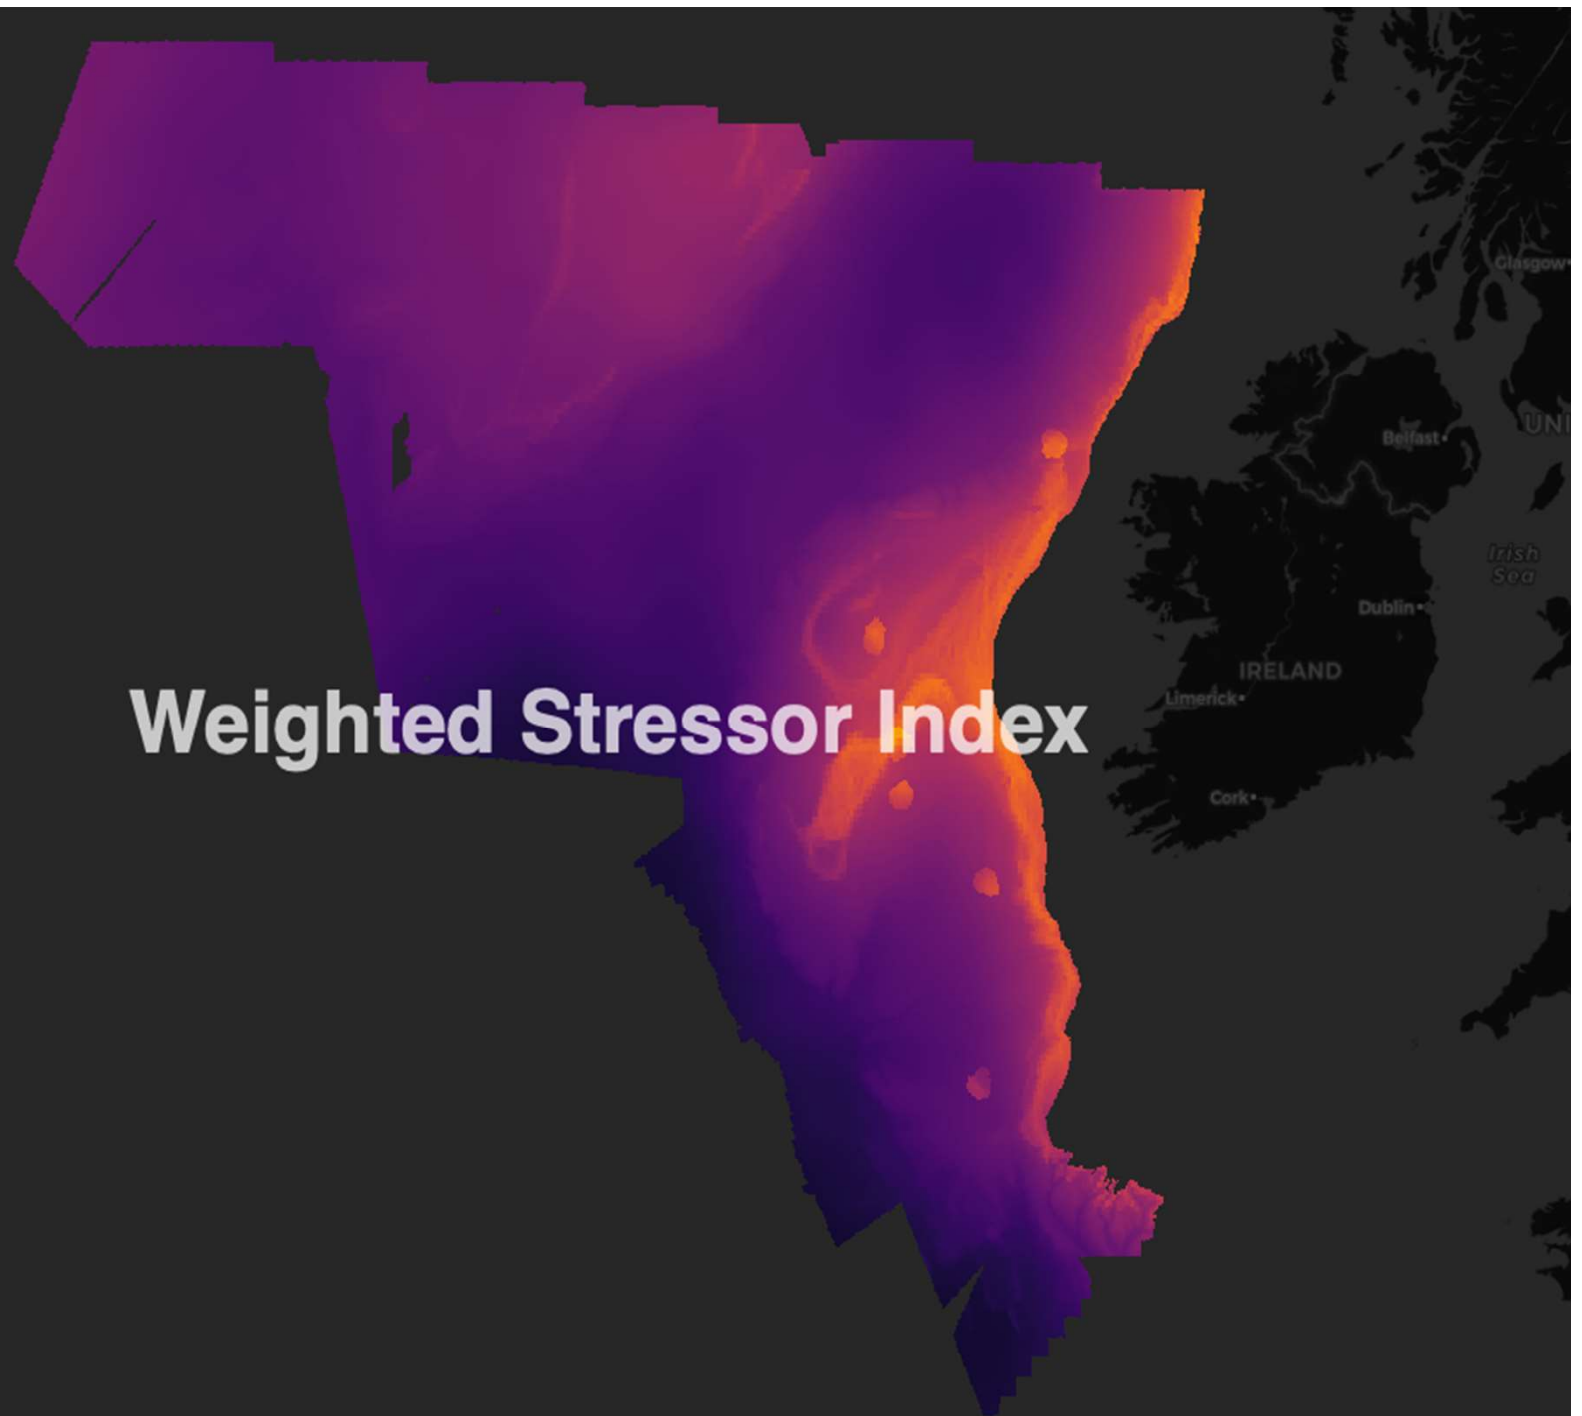 Glasgow
UNI
Belfast
Irish
Sea
Dublin
IRELAND
Limerick
Weighted Stressor Index
Cork